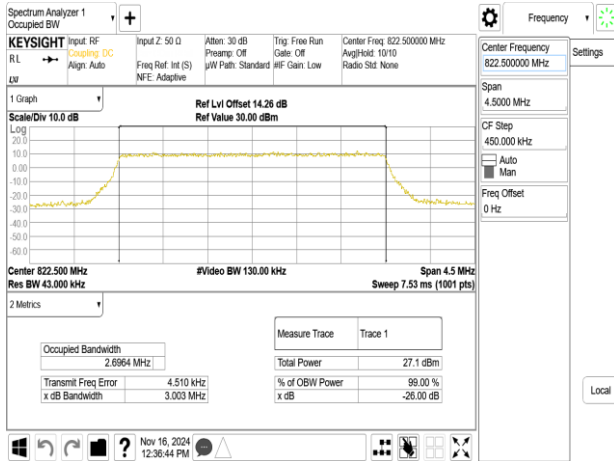 Spectrum Analyzer 1
Occupied BW
+
Frequency
KEYSIGHT
RL
Input: RF
Coupling: DC
Align: Auto
Input Z: 50 Ω
Freq Ref: Int (S)
NFE: Adaptive
Atten: 30 dB
Preamp: Off
µW Path: Standard
Trig: Free Run
Gate: Off
#IF Gain: Low
Center Freq: 822.500000 MHz
Avg|Hold: 10/10
Radio Std: None
Center Frequency
822.500000 MHz
Settings
Span
4.5000 MHz
CF Step
450.000 kHz
Auto
Man
Freq Offset
0 Hz
Local
1 Graph
Scale/Div 10.0 dB
Ref Lvl Offset 14.26 dB
Ref Value 30.00 dBm
Log
20.0
10.0
0.00
-10.0
-20.0
-30.0
-40.0
-50.0
-60.0
Center 822.500 MHz
Res BW 43.000 kHz
#Video BW 130.00 kHz
Span 4.5 MHz
Sweep 7.53 ms (1001 pts)
2 Metrics
Occupied Bandwidth
2.6964 MHz
Transmit Freq Error 4.510 kHz
x dB Bandwidth 3.003 MHz
Measure Trace Trace 1
Total Power 27.1 dBm
% of OBW Power 99.00 %
x dB -26.00 dB
?
Nov 16, 2024
12:36:44 PM